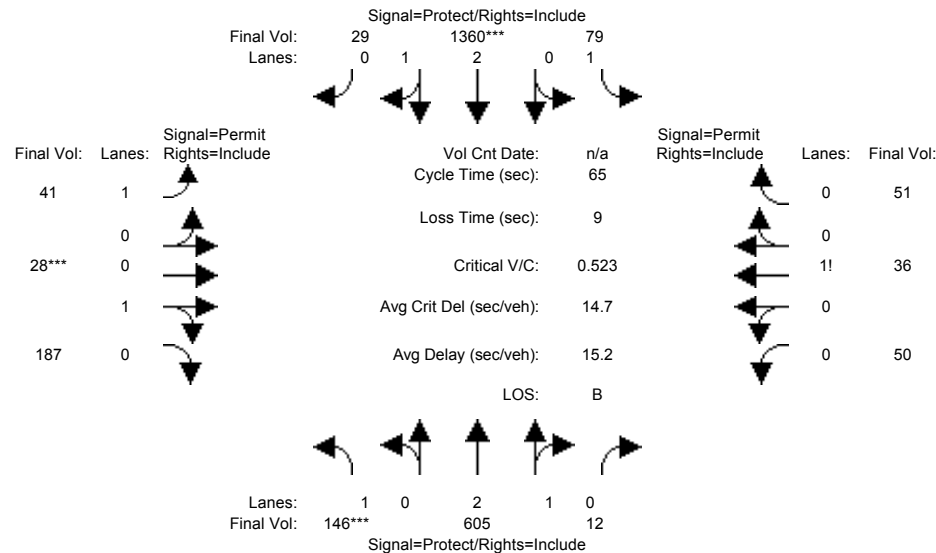 Signal=Protect/Rights=Include
Final Vol: 29 1360*** 79
Lanes: 0 1 2 0 1
Signal=Permit Signal=Permit
Final Vol: Lanes: Rights=Include Vol Cnt Date: n/a Rights=Include Lanes: Final Vol:
Cycle Time (sec): 65
41 1 0 51
Loss Time (sec): 9
0 0
28*** 0 Critical V/C: 0.523 1! 36
1 Avg Crit Del (sec/veh): 14.7 0
187 0 Avg Delay (sec/veh): 15.2 0 50
LOS: B
Lanes: 1 0 2 1 0
Final Vol: 146*** 605 12
Signal=Protect/Rights=Include